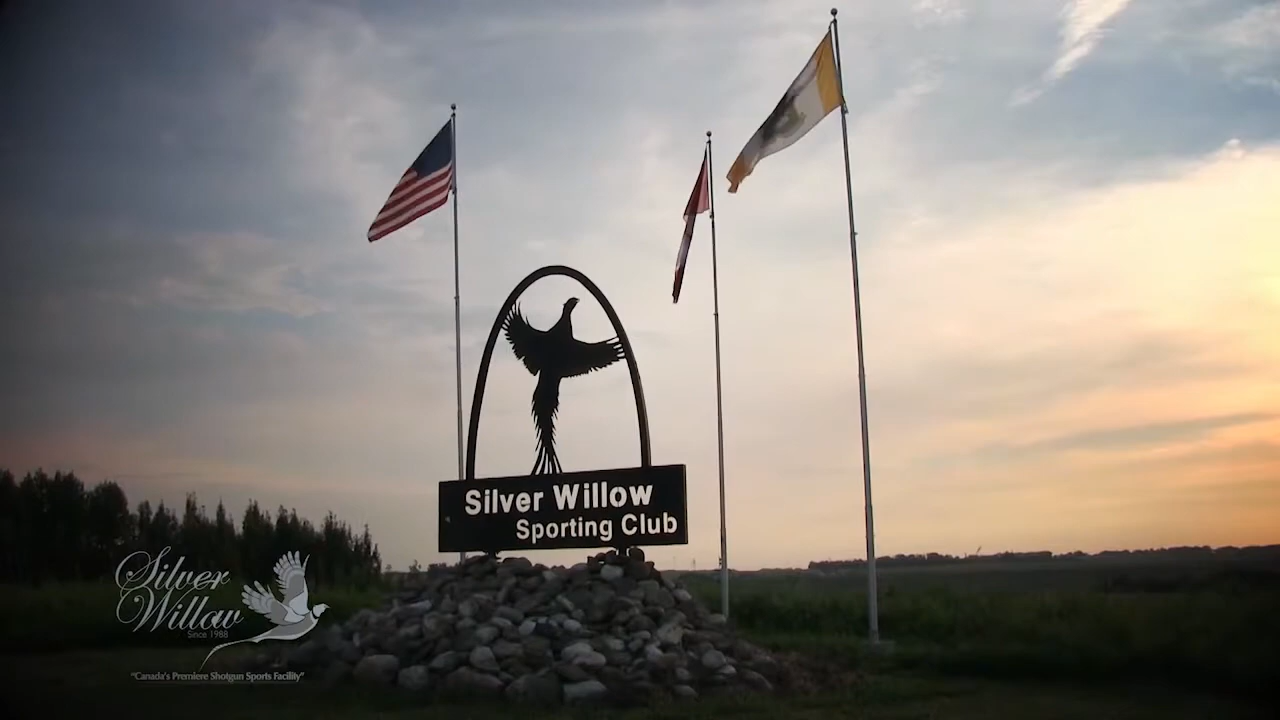 Silver Willow
Sporting Club
Silver
Willow
Since 1988
"Canada's Premiere Shotgun Sports Facility"